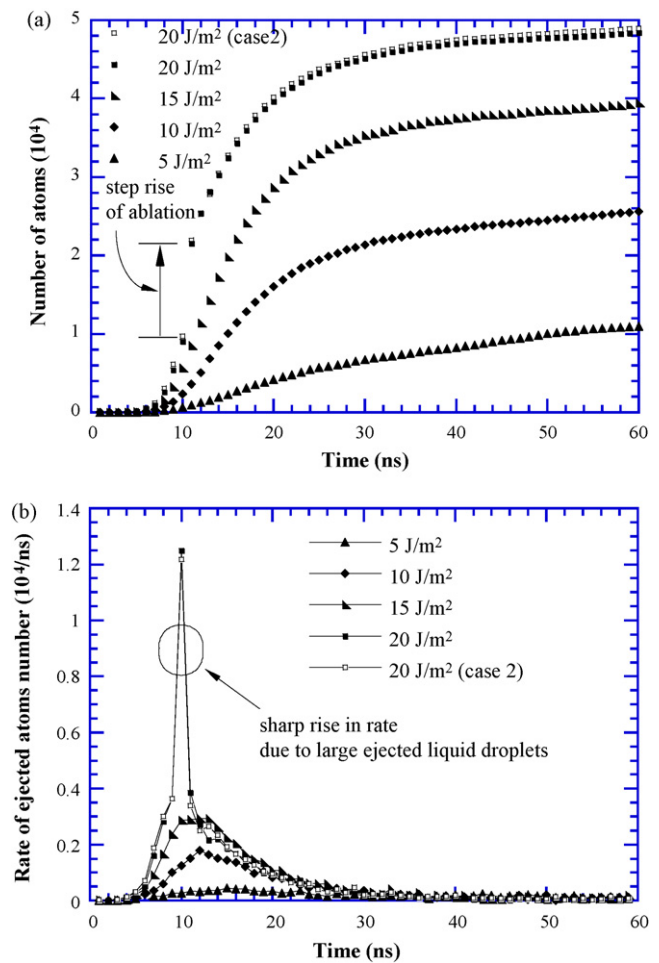 (a)
20 J/m² (case2)
20 J/m²
15 J/m²
10 J/m²
5 J/m²
step rise
of ablation
Number of atoms (10⁴)
5
4
3
2
1
0
0 10 20 30 40 50 60
Time (ns)
(b)
Rate of ejected atoms number (10⁴/ns)
1.4
1.2
1
0.8
0.6
0.4
0.2
0
5 J/m²
10 J/m²
15 J/m²
20 J/m²
20 J/m² (case 2)
sharp rise in rate
due to large ejected liquid droplets
0 10 20 30 40 50 60
Time (ns)